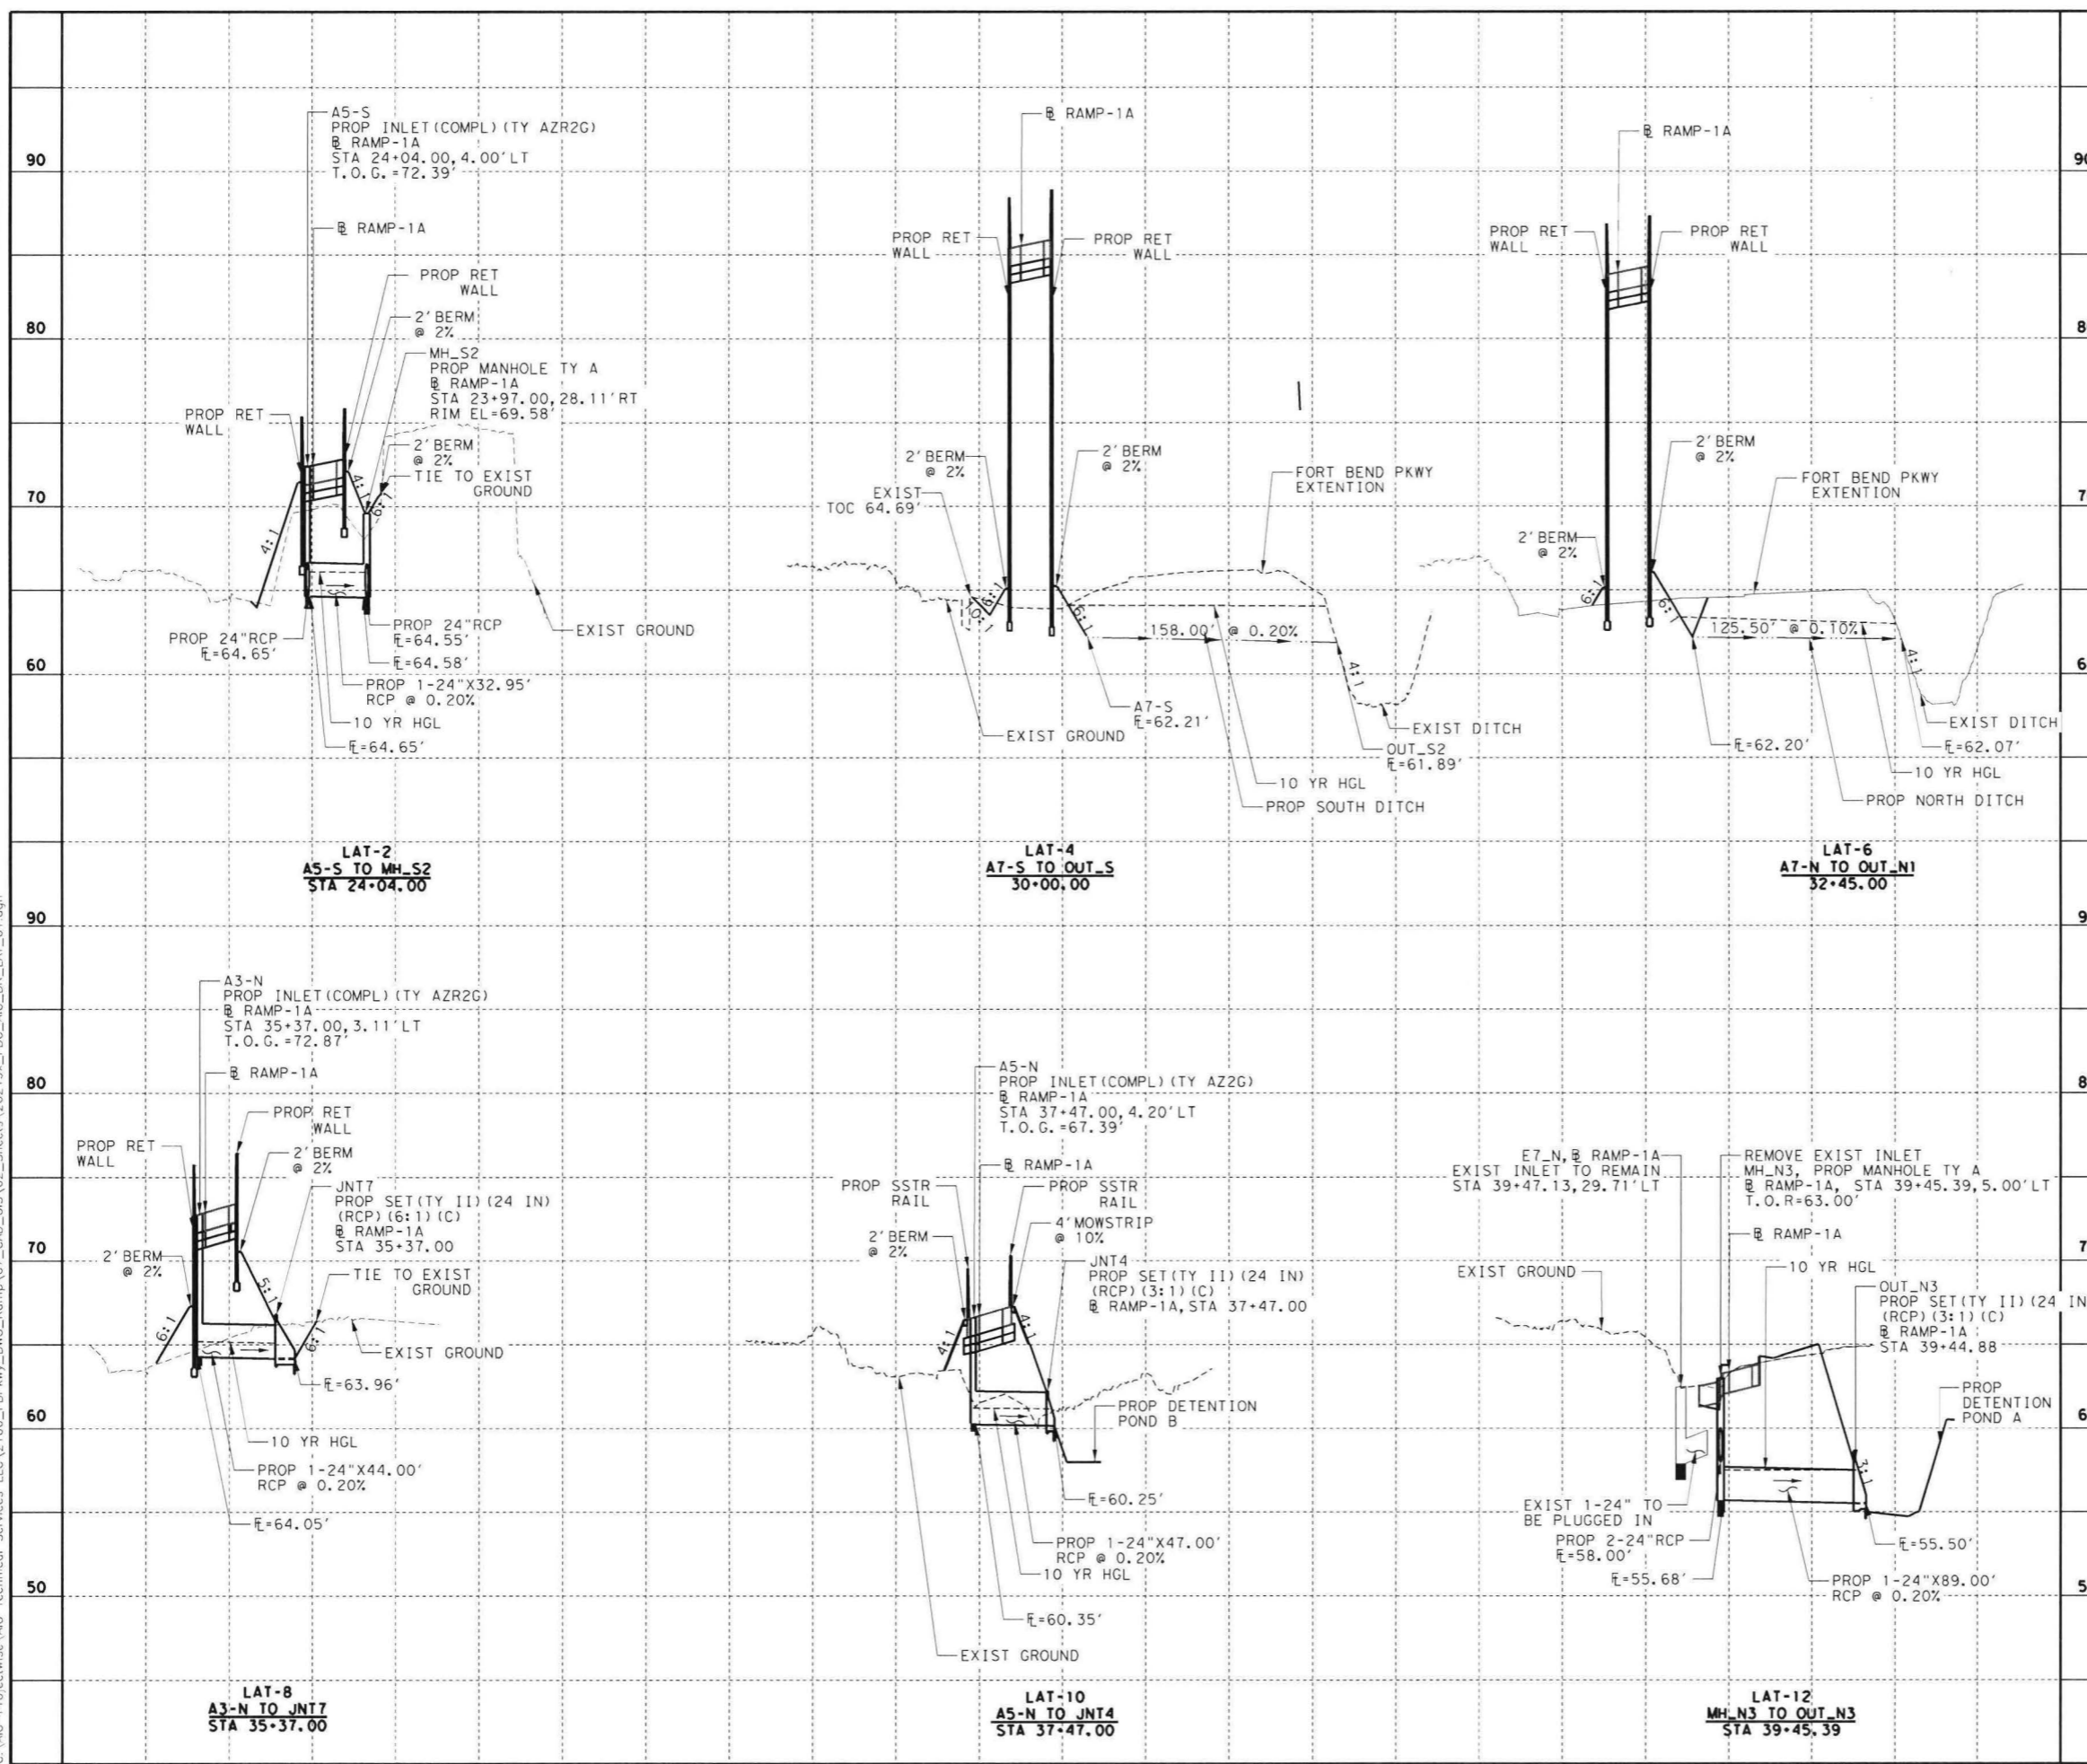 A5-S
PROP INLET(COMPL)(TY AZR2G)
℄ RAMP-1A
STA 24+04.00,4.00'LT
T.O.G.=72.39'
℄ RAMP-1A
PROP RET
WALL
2'BERM
@ 2%
MH_S2
PROP MANHOLE TY A
℄ RAMP-1A
STA 23+97.00,28.11'RT
RIM EL=69.58'
PROP RET
WALL
2'BERM
@ 2%
TIE TO EXIST
GROUND
4:1
4:1
6:1
PROP 24"RCP
FL=64.65'
PROP 24"RCP
FL=64.55'
FL=64.58'
EXIST GROUND
PROP 1-24"X32.95'
RCP @ 0.20%
10 YR HGL
FL=64.65'
LAT-2
A5-S TO MH_S2
STA 24+04.00
℄ RAMP-1A
PROP RET
WALL
PROP RET
WALL
2'BERM
@ 2%
2'BERM
@ 2%
EXIST
TOC 64.69'
FORT BEND PKWY
EXTENTION
6:1
6:1
6:1
158.00' @ 0.20%
4:1
A7-S
FL=62.21'
EXIST GROUND
EXIST DITCH
OUT_S2
FL=61.89'
10 YR HGL
PROP SOUTH DITCH
LAT-4
A7-S TO OUT_S
30+00.00
℄ RAMP-1A
PROP RET
WALL
PROP RET
WALL
2'BERM
@ 2%
FORT BEND PKWY
EXTENTION
2'BERM
@ 2%
6:1
6:1
125.50' @ 0.10%
4:1
EXIST DITCH
FL=62.20'
FL=62.07'
10 YR HGL
PROP NORTH DITCH
LAT-6
A7-N TO OUT_N1
32+45.00
90
80
70
60
90
80
70
60
50
90
8
7
6
9
8
7
6
5
A3-N
PROP INLET(COMPL)(TY AZR2G)
℄ RAMP-1A
STA 35+37.00,3.11'LT
T.O.G.=72.87'
℄ RAMP-1A
PROP RET
WALL
PROP RET
WALL
2'BERM
@ 2%
JNT7
PROP SET(TY II)(24 IN)
(RCP)(6:1)(C)
℄ RAMP-1A
STA 35+37.00
2'BERM
@ 2%
TIE TO EXIST
GROUND
6:1
5:1
6:1
EXIST GROUND
FL=63.96'
10 YR HGL
PROP 1-24"X44.00'
RCP @ 0.20%
FL=64.05'
LAT-8
A3-N TO JNT7
STA 35+37.00
A5-N
PROP INLET(COMPL)(TY AZ2G)
℄ RAMP-1A
STA 37+47.00,4.20'LT
T.O.G.=67.39'
℄ RAMP-1A
PROP SSTR
RAIL
PROP SSTR
RAIL
2'BERM
@ 2%
4'MOWSTRIP
@ 10%
JNT4
PROP SET(TY II)(24 IN)
(RCP)(3:1)(C)
℄ RAMP-1A,STA 37+47.00
4:1
4:1
PROP DETENTION
POND B
FL=60.25'
PROP 1-24"X47.00'
RCP @ 0.20%
10 YR HGL
FL=60.35'
EXIST GROUND
LAT-10
A5-N TO JNT4
STA 37+47.00
E7_N,℄ RAMP-1A
EXIST INLET TO REMAIN
STA 39+47.13,29.71'LT
REMOVE EXIST INLET
MH_N3, PROP MANHOLE TY A
℄ RAMP-1A, STA 39+45.39,5.00'LT
T.O.R=63.00'
℄ RAMP-1A
EXIST GROUND
10 YR HGL
OUT_N3
PROP SET(TY II)(24 IN
(RCP)(3:1)(C)
℄ RAMP-1A
STA 39+44.88
PROP
DETENTION
POND A
3:1
EXIST 1-24" TO
BE PLUGGED IN
PROP 2-24"RCP
FL=58.00'
FL=55.50'
FL=55.68'
PROP 1-24"X89.00'
RCP @ 0.20%
LAT-12
MH_N3 TO OUT_N3
STA 39+45.39